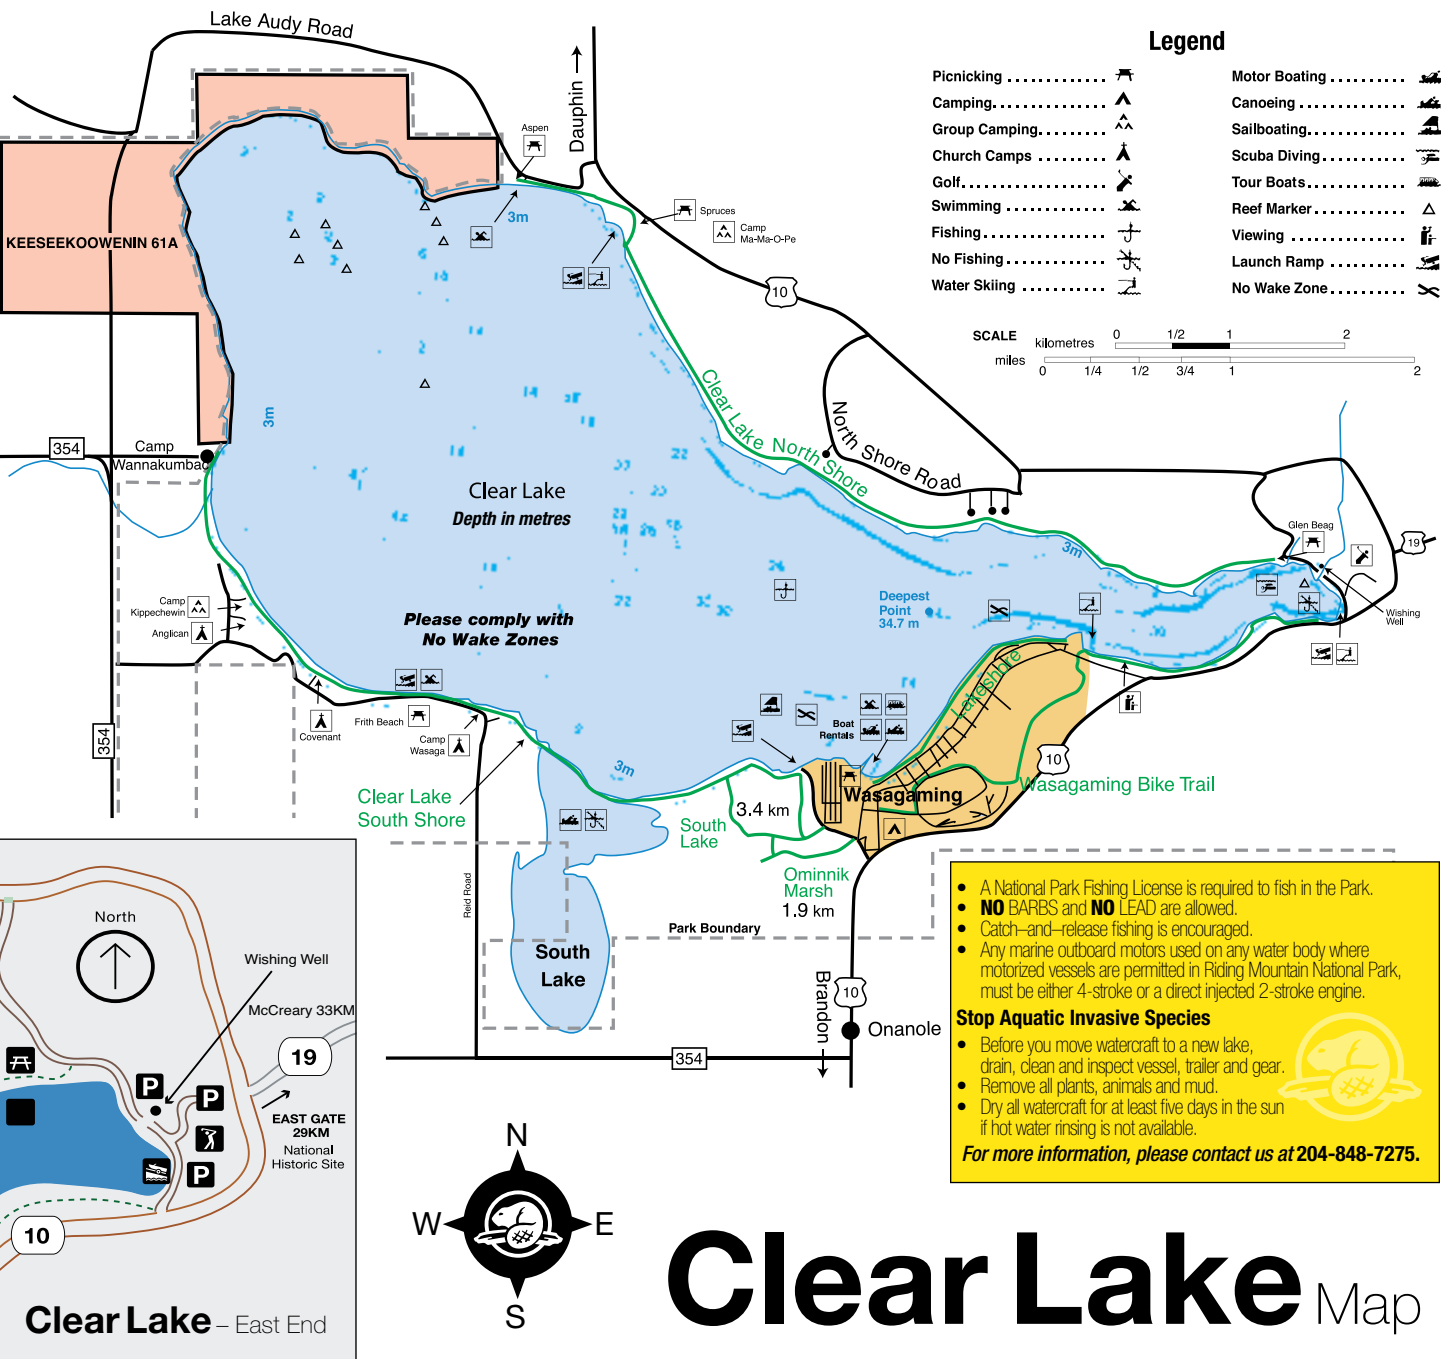 Lake Audy Road
Dauphin
Aspen
3m
Spruces
Camp
Ma-Ma-O-Pe
KEESEEKOOWENIN 61A
10
Legend
Picnicking
Camping
Group Camping
Church Camps
Golf
Swimming
Fishing
No Fishing
Water Skiing
Motor Boating
Canoeing
Sailboating
Scuba Diving
Tour Boats
Reef Marker
Viewing
Launch Ramp
No Wake Zone
SCALE
kilometres
0 1/2 1 2
miles
0 1/4 1/2 3/4 1 2
3m
354
Camp
Wannakumbac
Clear Lake North Shore
North Shore Road
Clear Lake
Depth in metres
3m
Glen Beag
19
Wishing
Well
Deepest
Point
34.7 m
Please comply with
No Wake Zones
Camp
Kippechewin
Anglican
354
Covenant
Frith Beach
Camp
Wasaga
3m
Boat
Rentals
Lakeshore
10
Wasagaming
Wasagaming Bike Trail
Clear Lake
South Shore
South
Lake
3.4 km
Ominnik
Marsh
1.9 km
Reid Road
Park Boundary
South
Lake
Brandon
10
Onanole
354
North
Wishing Well
McCreary 33KM
19
P
P
P
EAST GATE
29KM
National
Historic Site
10
Clear Lake – East End
• A National Park Fishing License is required to fish in the Park.
• NO BARBS and NO LEAD are allowed.
• Catch–and–release fishing is encouraged.
• Any marine outboard motors used on any water body where
motorized vessels are permitted in Riding Mountain National Park,
must be either 4-stroke or a direct injected 2-stroke engine.
Stop Aquatic Invasive Species
• Before you move watercraft to a new lake,
drain, clean and inspect vessel, trailer and gear.
• Remove all plants, animals and mud.
• Dry all watercraft for at least five days in the sun
if hot water rinsing is not available.
For more information, please contact us at 204-848-7275.
N
W
E
S
Clear Lake Map